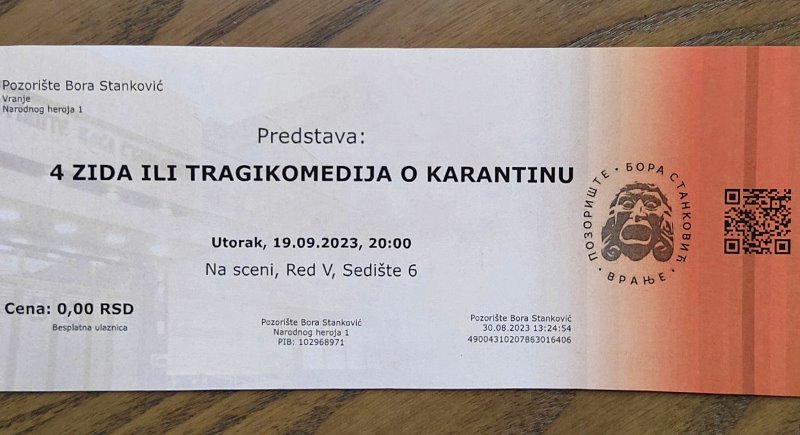 Pozorište Bora Stanković
Vranje
Narodnog heroja 1
Predstava:
4 ZIDA ILI TRAGIKOMEDIJA O KARANTINU
Utorak, 19.09.2023, 20:00
Na sceni, Red V, Sedište 6
Cena: 0,00 RSD
Besplatna ulaznica
Pozorište Bora Stanković
Narodnog heroja 1
PIB: 102968971
Pozorište Bora Stanković
30.08.2023 13:24:54
49004310207863016406
ПОЗОРИШТЕ · БОРА СТАНКОВИЋ · ВРАЊЕ ·